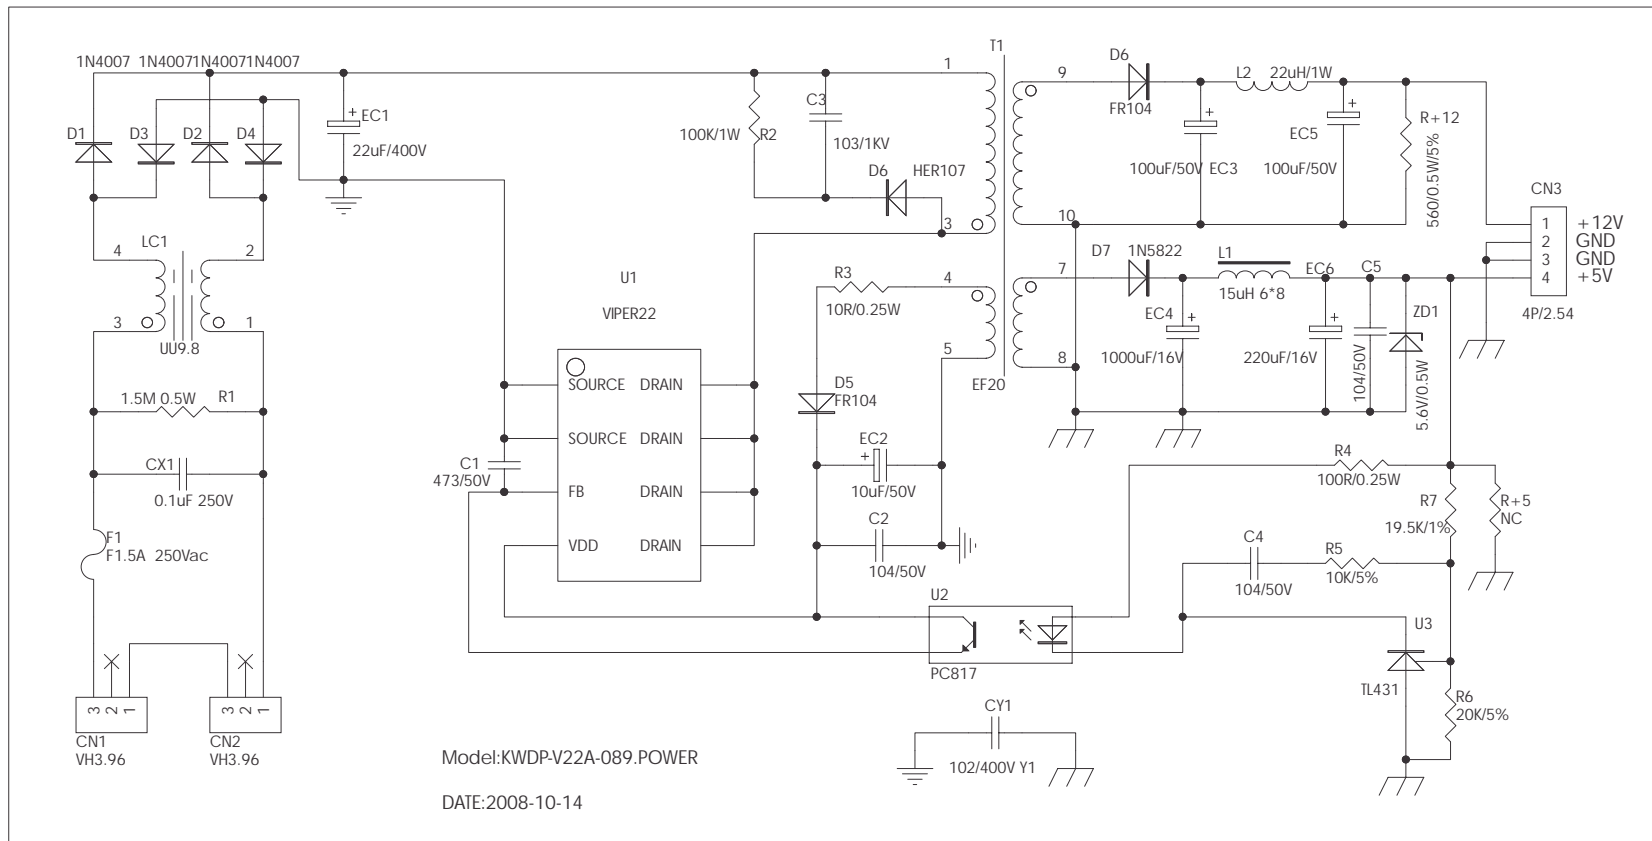 1N4007 1N40071N40071N4007
D1
D3
D2
D4
EC1
22uF/400V
LC1
4
2
3
1
UU9.8
1.5M 0.5W
R1
CX1
0.1uF 250V
F1
F1.5A 250Vac
3
2
1
CN1
VH3.96
3
2
1
CN2
VH3.96
U1
VIPER22
SOURCE
DRAIN
SOURCE
DRAIN
FB
DRAIN
VDD
DRAIN
C1
473/50V
100K/1W
R2
C3
103/1KV
D6
HER107
T1
1
3
4
5
EF20
9
10
7
8
R3
10R/0.25W
D5
FR104
EC2
+
10uF/50V
C2
104/50V
U2
PC817
D6
FR104
L2
22uH/1W
+
100uF/50V EC3
+
EC5
100uF/50V
R+12
560/0.5W/5%
D7
1N5822
L1
15uH 6*8
EC4
+
1000uF/16V
EC6
+
220uF/16V
C5
104/50V
ZD1
5.6V/0.5W
CN3
1
+12V
2
GND
3
GND
4
+5V
4P/2.54
R4
100R/0.25W
R7
19.5K/1%
R+5
NC
C4
104/50V
R5
10K/5%
U3
TL431
R6
20K/5%
CY1
102/400V Y1
+
Model:KWDP-V22A-089.POWER
DATE:2008-10-14